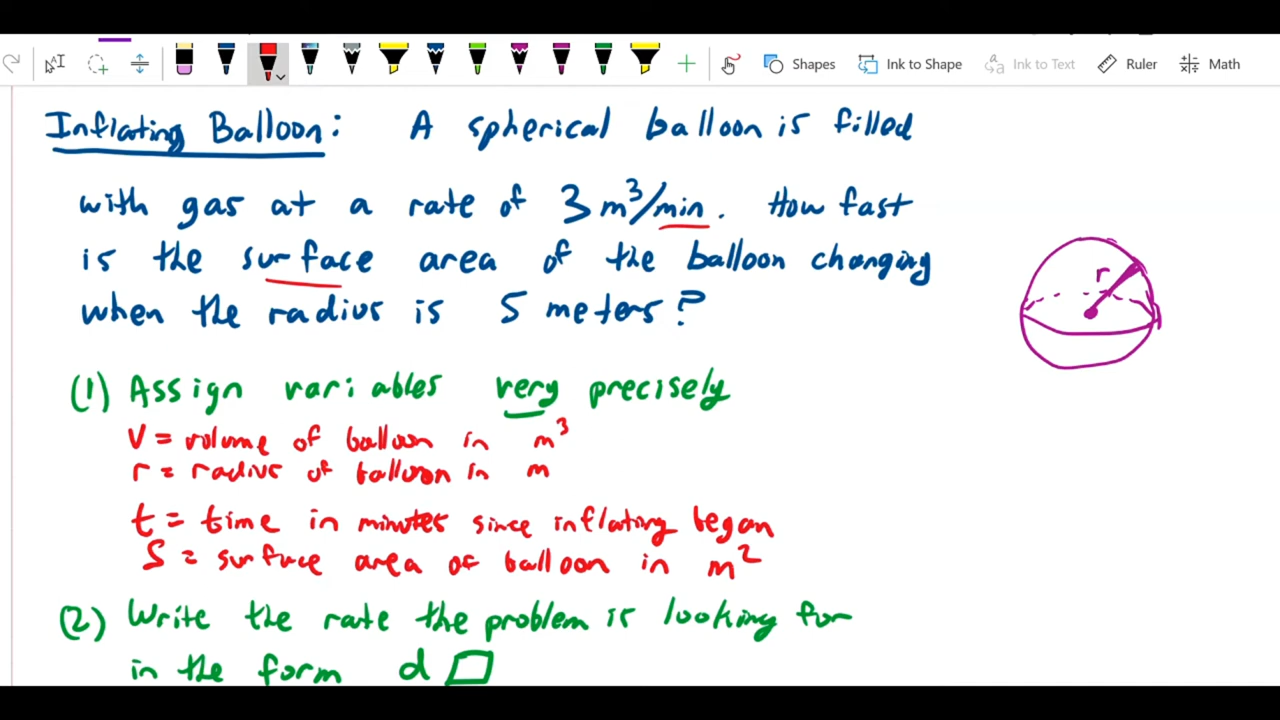 Shapes Ink to Shape Ink to Text Ruler Math
Inflating Balloon: A spherical balloon is filled
with gas at a rate of 3 m³/min. How fast
is the surface area of the balloon changing
when the radius is 5 meters?
r
(1) Assign variables very precisely
V = volume of balloon in m³
r = radius of balloon in m
t = time in minutes since inflating began
S = surface area of balloon in m²
(2) Write the rate the problem is looking for
in the form d□